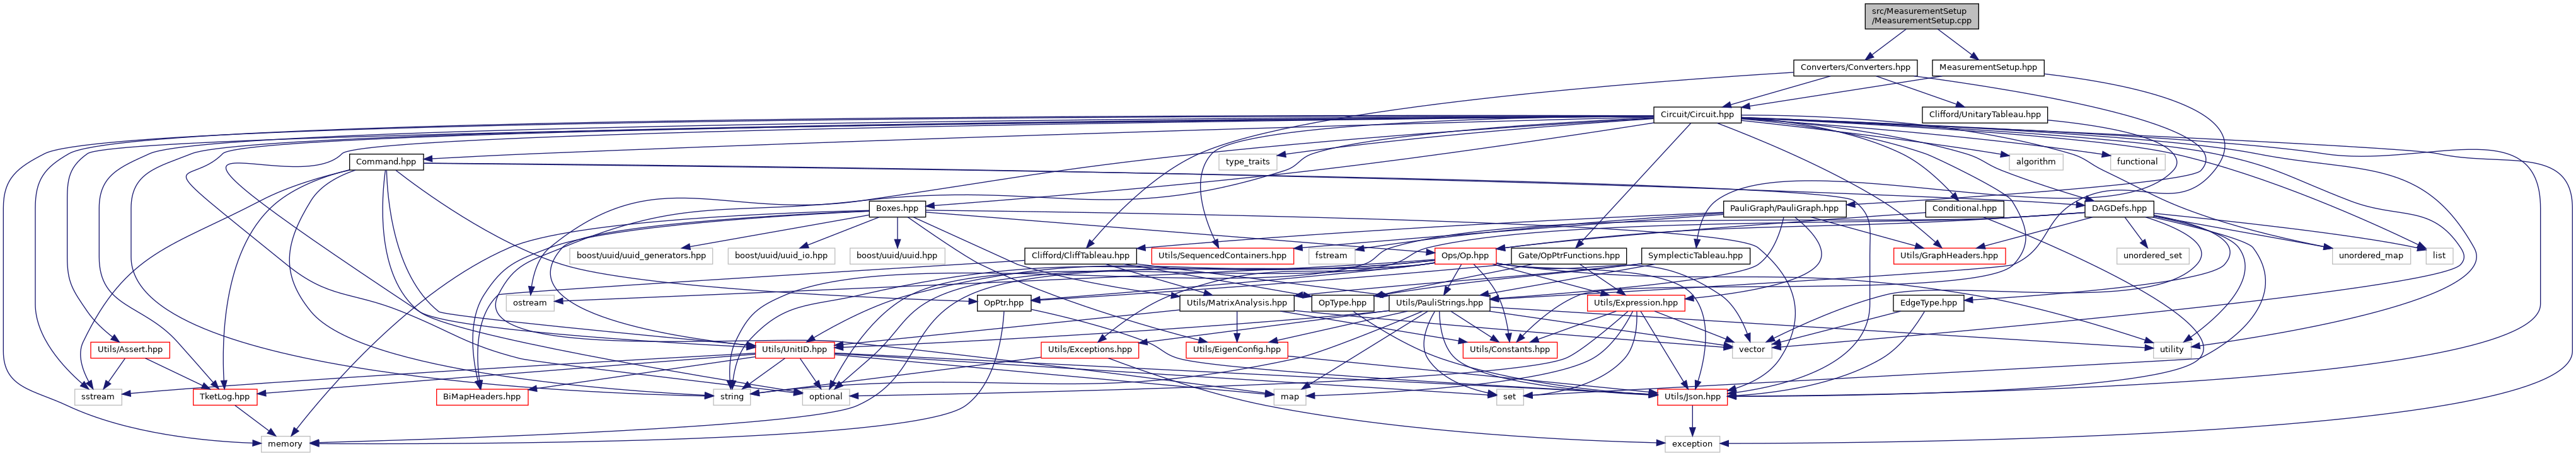 src/MeasurementSetup
/MeasurementSetup.cpp
Converters/Converters.hpp
MeasurementSetup.hpp
Circuit/Circuit.hpp
Clifford/UnitaryTableau.hpp
Command.hpp
type_traits
algorithm
functional
Boxes.hpp
PauliGraph/PauliGraph.hpp
Conditional.hpp
DAGDefs.hpp
boost/uuid/uuid_generators.hpp
boost/uuid/uuid_io.hpp
boost/uuid/uuid.hpp
Clifford/CliffTableau.hpp
Utils/SequencedContainers.hpp
fstream
Ops/Op.hpp
Gate/OpPtrFunctions.hpp
SymplecticTableau.hpp
Utils/GraphHeaders.hpp
unordered_set
unordered_map
list
ostream
OpPtr.hpp
Utils/MatrixAnalysis.hpp
OpType.hpp
Utils/PauliStrings.hpp
Utils/Expression.hpp
EdgeType.hpp
Utils/Assert.hpp
Utils/UnitID.hpp
Utils/Exceptions.hpp
Utils/EigenConfig.hpp
Utils/Constants.hpp
vector
utility
sstream
TketLog.hpp
BiMapHeaders.hpp
string
optional
map
set
Utils/Json.hpp
memory
exception